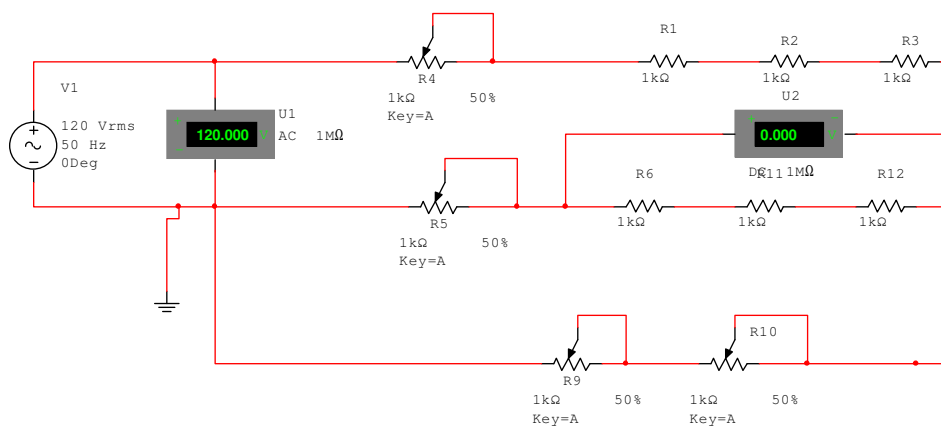 V1
120 Vrms
50 Hz
0Deg
120.000 V
U1
AC 1MΩ
R4
1kΩ 50%
Key=A
R1
1kΩ
R2
1kΩ
R3
1kΩ
U2
0.000 V
DC 1MΩ
R5
1kΩ 50%
Key=A
R6
1kΩ
R11
1kΩ
R12
1kΩ
R9
1kΩ 50%
Key=A
R10
1kΩ 50%
Key=A